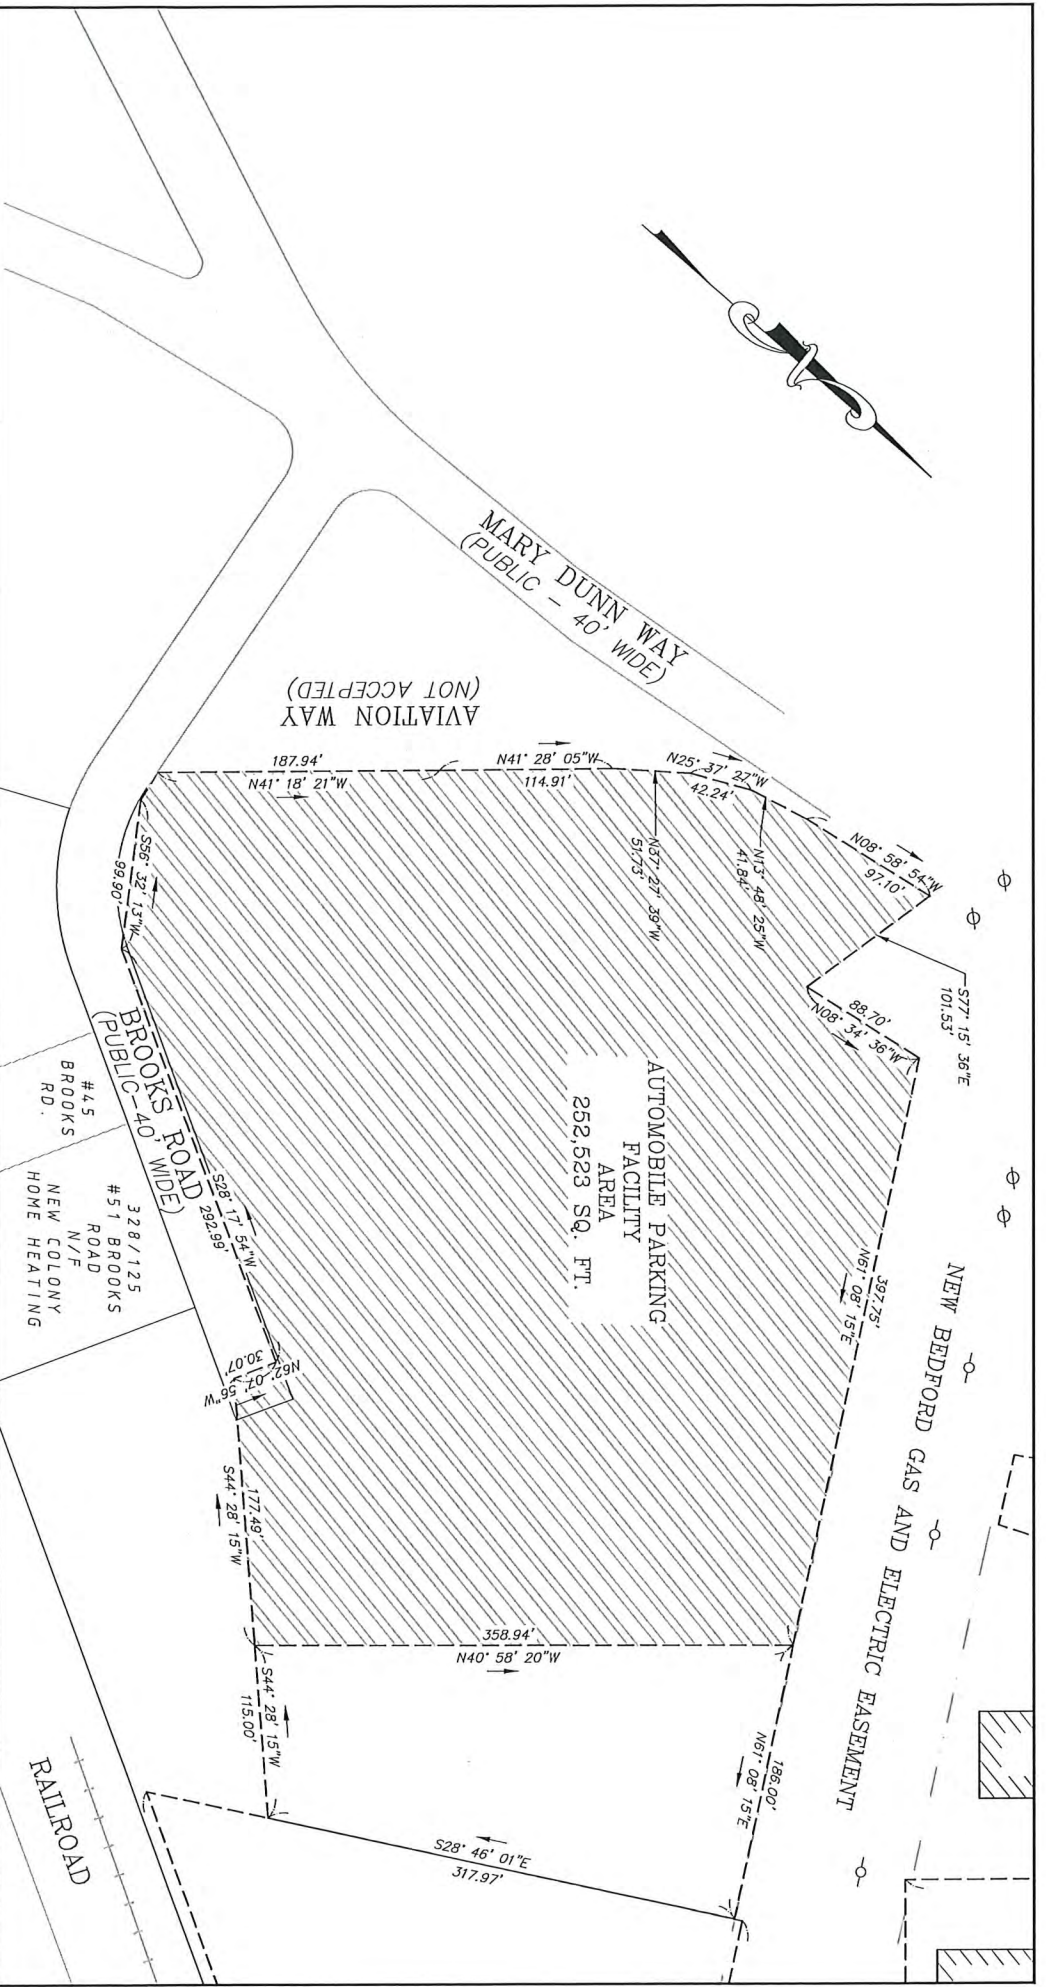 MARY DUNN WAY
(PUBLIC - 40' WIDE)
AVIATION WAY
(NOT ACCEPTED)
187.94'
N41° 18' 21"W
N41° 28' 05"W
114.91'
N37° 27' 39"W
51.73'
N25° 37' 27"W
42.24'
N13° 48' 25"W
41.84'
N08° 58' 54"W
97.10'
S77° 15' 36"E
101.53'
88.70'
N08° 34' 36"W
397.75'
N61° 08' 15"E
NEW BEDFORD GAS AND ELECTRIC EASEMENT
AUTOMOBILE PARKING
FACILITY
AREA
252,523 SQ. FT.
S56° 32' 13"W
99.90'
BROOKS ROAD
(PUBLIC-40' WIDE)
S28° 17' 54"W
292.99'
N62° 07' 56"W
30.07'
177.49'
S44° 28' 15"W
358.94'
N40° 58' 20"W
S44° 28' 15"W
115.00'
186.00'
N61° 08' 15"E
S28° 46' 01"E
317.97'
#45
BROOKS
RD.
328/125
#51 BROOKS
ROAD
N/F
NEW COLONY
HOME HEATING
RAILROAD